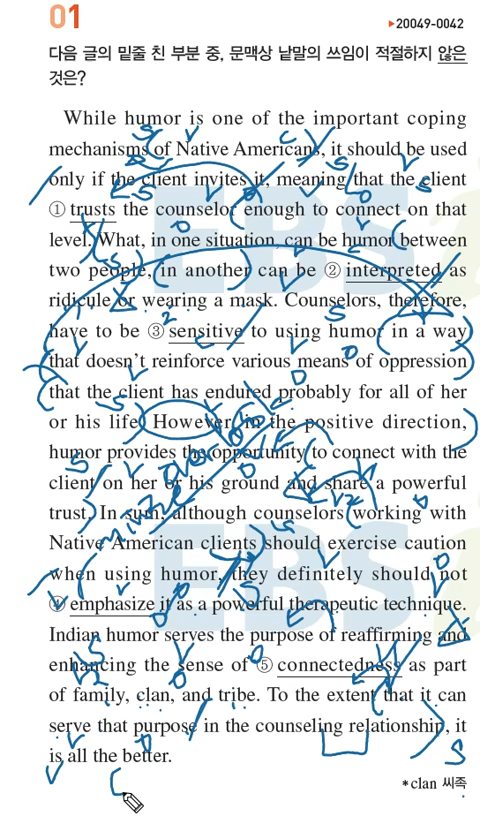 01
▶20049-0042
다음 글의 밑줄 친 부분 중, 문맥상 낱말의 쓰임이 적절하지 않은
것은?
While humor is one of the important coping
mechanisms of Native Americans, it should be used
only if the client invites it, meaning that the client
① trusts the counselor enough to connect on that
level. What, in one situation, can be humor between
two people, in another can be ② interpreted as
ridicule or wearing a mask. Counselors, therefore,
have to be ③ sensitive to using humor in a way
that doesn't reinforce various means of oppression
that the client has endured probably for all of her
or his life. However, in the positive direction,
humor provides the opportunity to connect with the
client on her or his ground and share a powerful
trust. In sum, although counselors working with
Native American clients should exercise caution
when using humor, they definitely should not
④ emphasize it as a powerful therapeutic technique.
Indian humor serves the purpose of reaffirming and
enhancing the sense of ⑤ connectedness as part
of family, clan, and tribe. To the extent that it can
serve that purpose in the counseling relationship, it
is all the better.
*clan 씨족